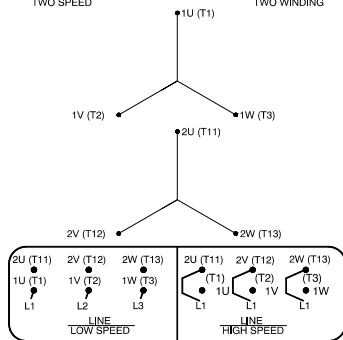 TWO SPEED TWO WINDING
1U (T1)
1V (T2) 1W (T3)
2U (T11)
2V (T12) 2W (T13)
2U (T11) 2V (T12) 2W (T13) 2U (T11) 2V (T12) 2W (T13)
1U (T1) 1V (T2) 1W (T3) (T1) (T2) (T3)
1U 1V 1W
L1 L2 L3 L1 L1 L1
LINE LINE
LOW SPEED HIGH SPEED